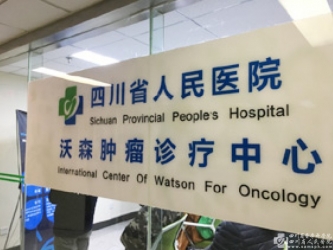 四川省人民医院
Sichuan Provincial People's Hospital
沃森肿瘤诊疗中心
International Center Of Watson For Oncology